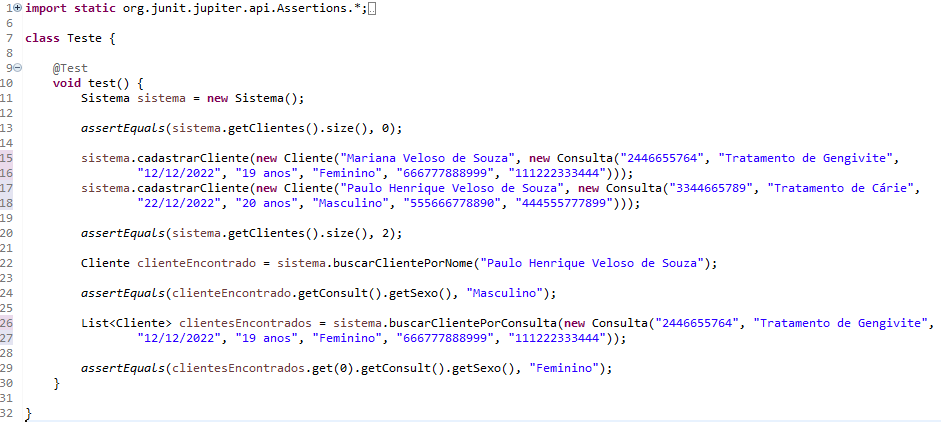 1 import static org.junit.jupiter.api.Assertions.*;
6
7 class Teste {
8
9 @Test
10 void test() {
11 Sistema sistema = new Sistema();
12
13 assertEquals(sistema.getClientes().size(), 0);
14
15 sistema.cadastrarCliente(new Cliente("Mariana Veloso de Souza", new Consulta("2446655764", "Tratamento de Gengivite",
16 "12/12/2022", "19 anos", "Feminino", "666777888999", "111222333444")));
17 sistema.cadastrarCliente(new Cliente("Paulo Henrique Veloso de Souza", new Consulta("3344665789", "Tratamento de Cárie",
18 "22/12/2022", "20 anos", "Masculino", "555666778890", "444555777899")));
19
20 assertEquals(sistema.getClientes().size(), 2);
21
22 Cliente clienteEncontrado = sistema.buscarClientePorNome("Paulo Henrique Veloso de Souza");
23
24 assertEquals(clienteEncontrado.getConsult().getSexo(), "Masculino");
25
26 List<Cliente> clientesEncontrados = sistema.buscarClientePorConsulta(new Consulta("2446655764", "Tratamento de Gengivite",
27 "12/12/2022", "19 anos", "Feminino", "666777888999", "111222333444"));
28
29 assertEquals(clientesEncontrados.get(0).getConsult().getSexo(), "Feminino");
30 }
31
32 }